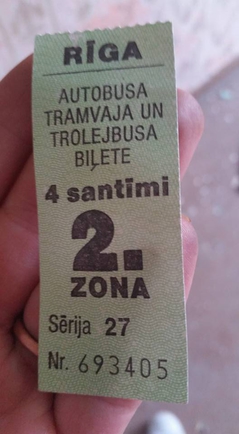 RĪGA
AUTOBUSA
TRAMVAJA UN
TROLEJBUSA
BIĻETE
4 santīmi
2.
ZONA
Sērija 27
Nr. 693405